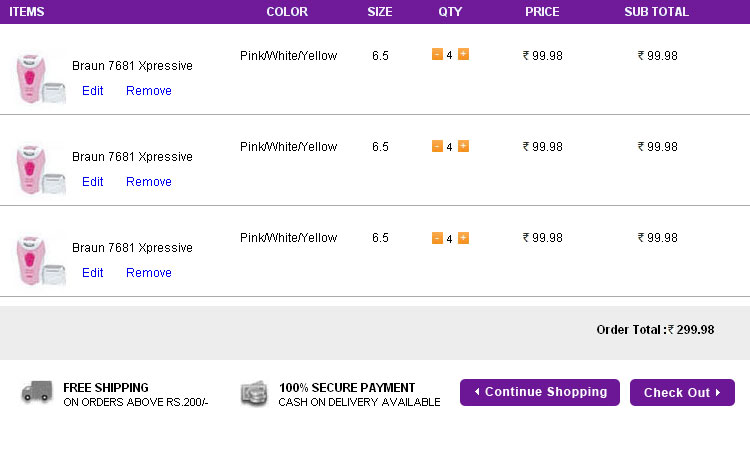 ITEMS COLOR SIZE QTY PRICE SUB TOTAL
Braun 7681 Xpressive Pink/White/Yellow 6.5 - 4 + ₹ 99.98 ₹ 99.98
Edit Remove
Braun 7681 Xpressive Pink/White/Yellow 6.5 - 4 + ₹ 99.98 ₹ 99.98
Edit Remove
Braun 7681 Xpressive Pink/White/Yellow 6.5 - 4 + ₹ 99.98 ₹ 99.98
Edit Remove
Order Total :₹ 299.98
FREE SHIPPING
ON ORDERS ABOVE RS.200/-
100% SECURE PAYMENT
CASH ON DELIVERY AVAILABLE
Continue Shopping
Check Out